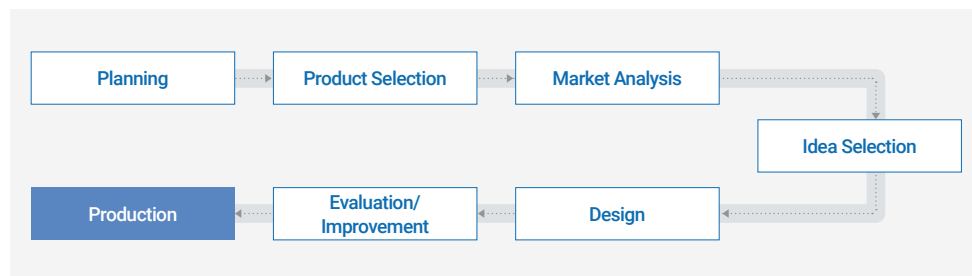 Planning
Product Selection
Market Analysis
Idea Selection
Design
Evaluation/
Improvement
Production